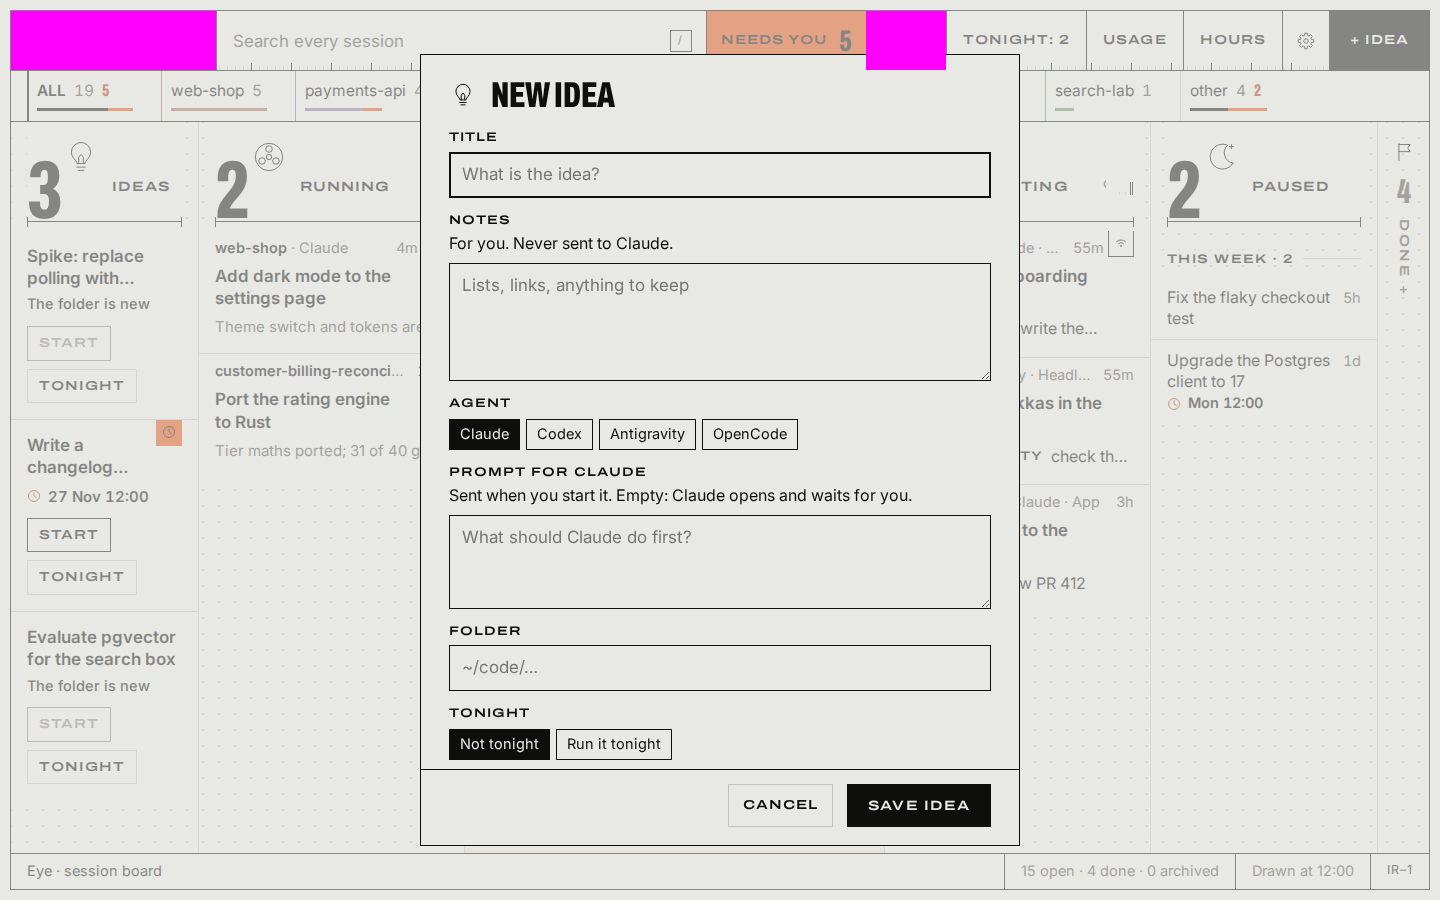 Search every session
/
NEEDS YOU 5
TONIGHT: 2
USAGE
HOURS
+ IDEA
ALL 19 5
web-shop 5
payments-api
search-lab 1
other 4 2
3 IDEAS
Spike: replace
polling with...
The folder is new
START
TONIGHT
Write a
changelog...
27 Nov 12:00
START
TONIGHT
Evaluate pgvector
for the search box
The folder is new
START
TONIGHT
2 RUNNING
web-shop · Claude 4m
Add dark mode to the
settings page
Theme switch and tokens are
customer-billing-reconci...
Port the rating engine
to Rust
Tier maths ported; 31 of 40
NEW IDEA
TITLE
What is the idea?
NOTES
For you. Never sent to Claude.
Lists, links, anything to keep
AGENT
Claude
Codex
Antigravity
OpenCode
PROMPT FOR CLAUDE
Sent when you start it. Empty: Claude opens and waits for you.
What should Claude do first?
FOLDER
~/code/...
TONIGHT
Not tonight
Run it tonight
CANCEL
SAVE IDEA
55m
write the...
· Headl... 55m
in the
check th...
· App 3h
to the
PR 412
2 PAUSED
THIS WEEK · 2
Fix the flaky checkout 5h
test
Upgrade the Postgres 1d
client to 17
Mon 12:00
4 DONE +
Eye · session board
15 open · 4 done · 0 archived
Drawn at 12:00
IR–1